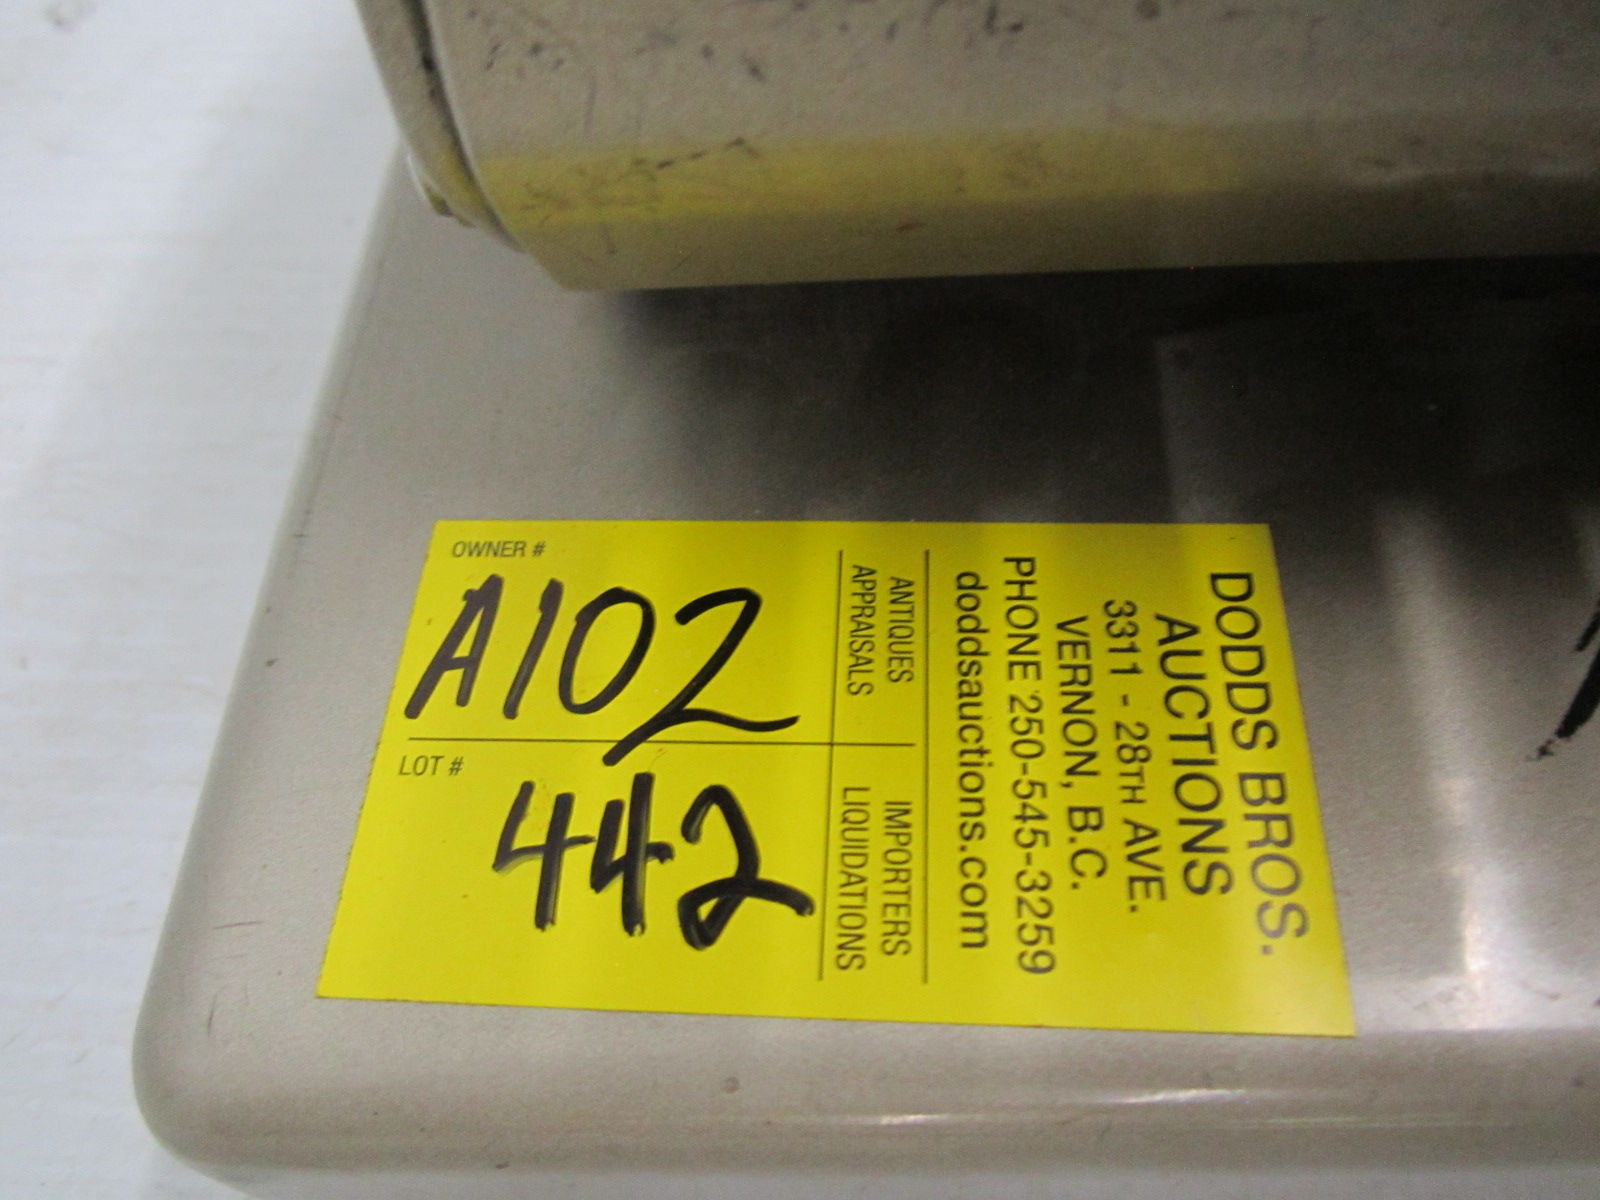 DODDS BROS.
AUCTIONS
3311 - 28TH AVE.
VERNON, B.C.
PHONE 250-545-3259
doddsauctions.com
ANTIQUES
APPRAISALS
IMPORTERS
LIQUIDATIONS
OWNER #
A102
LOT #
442